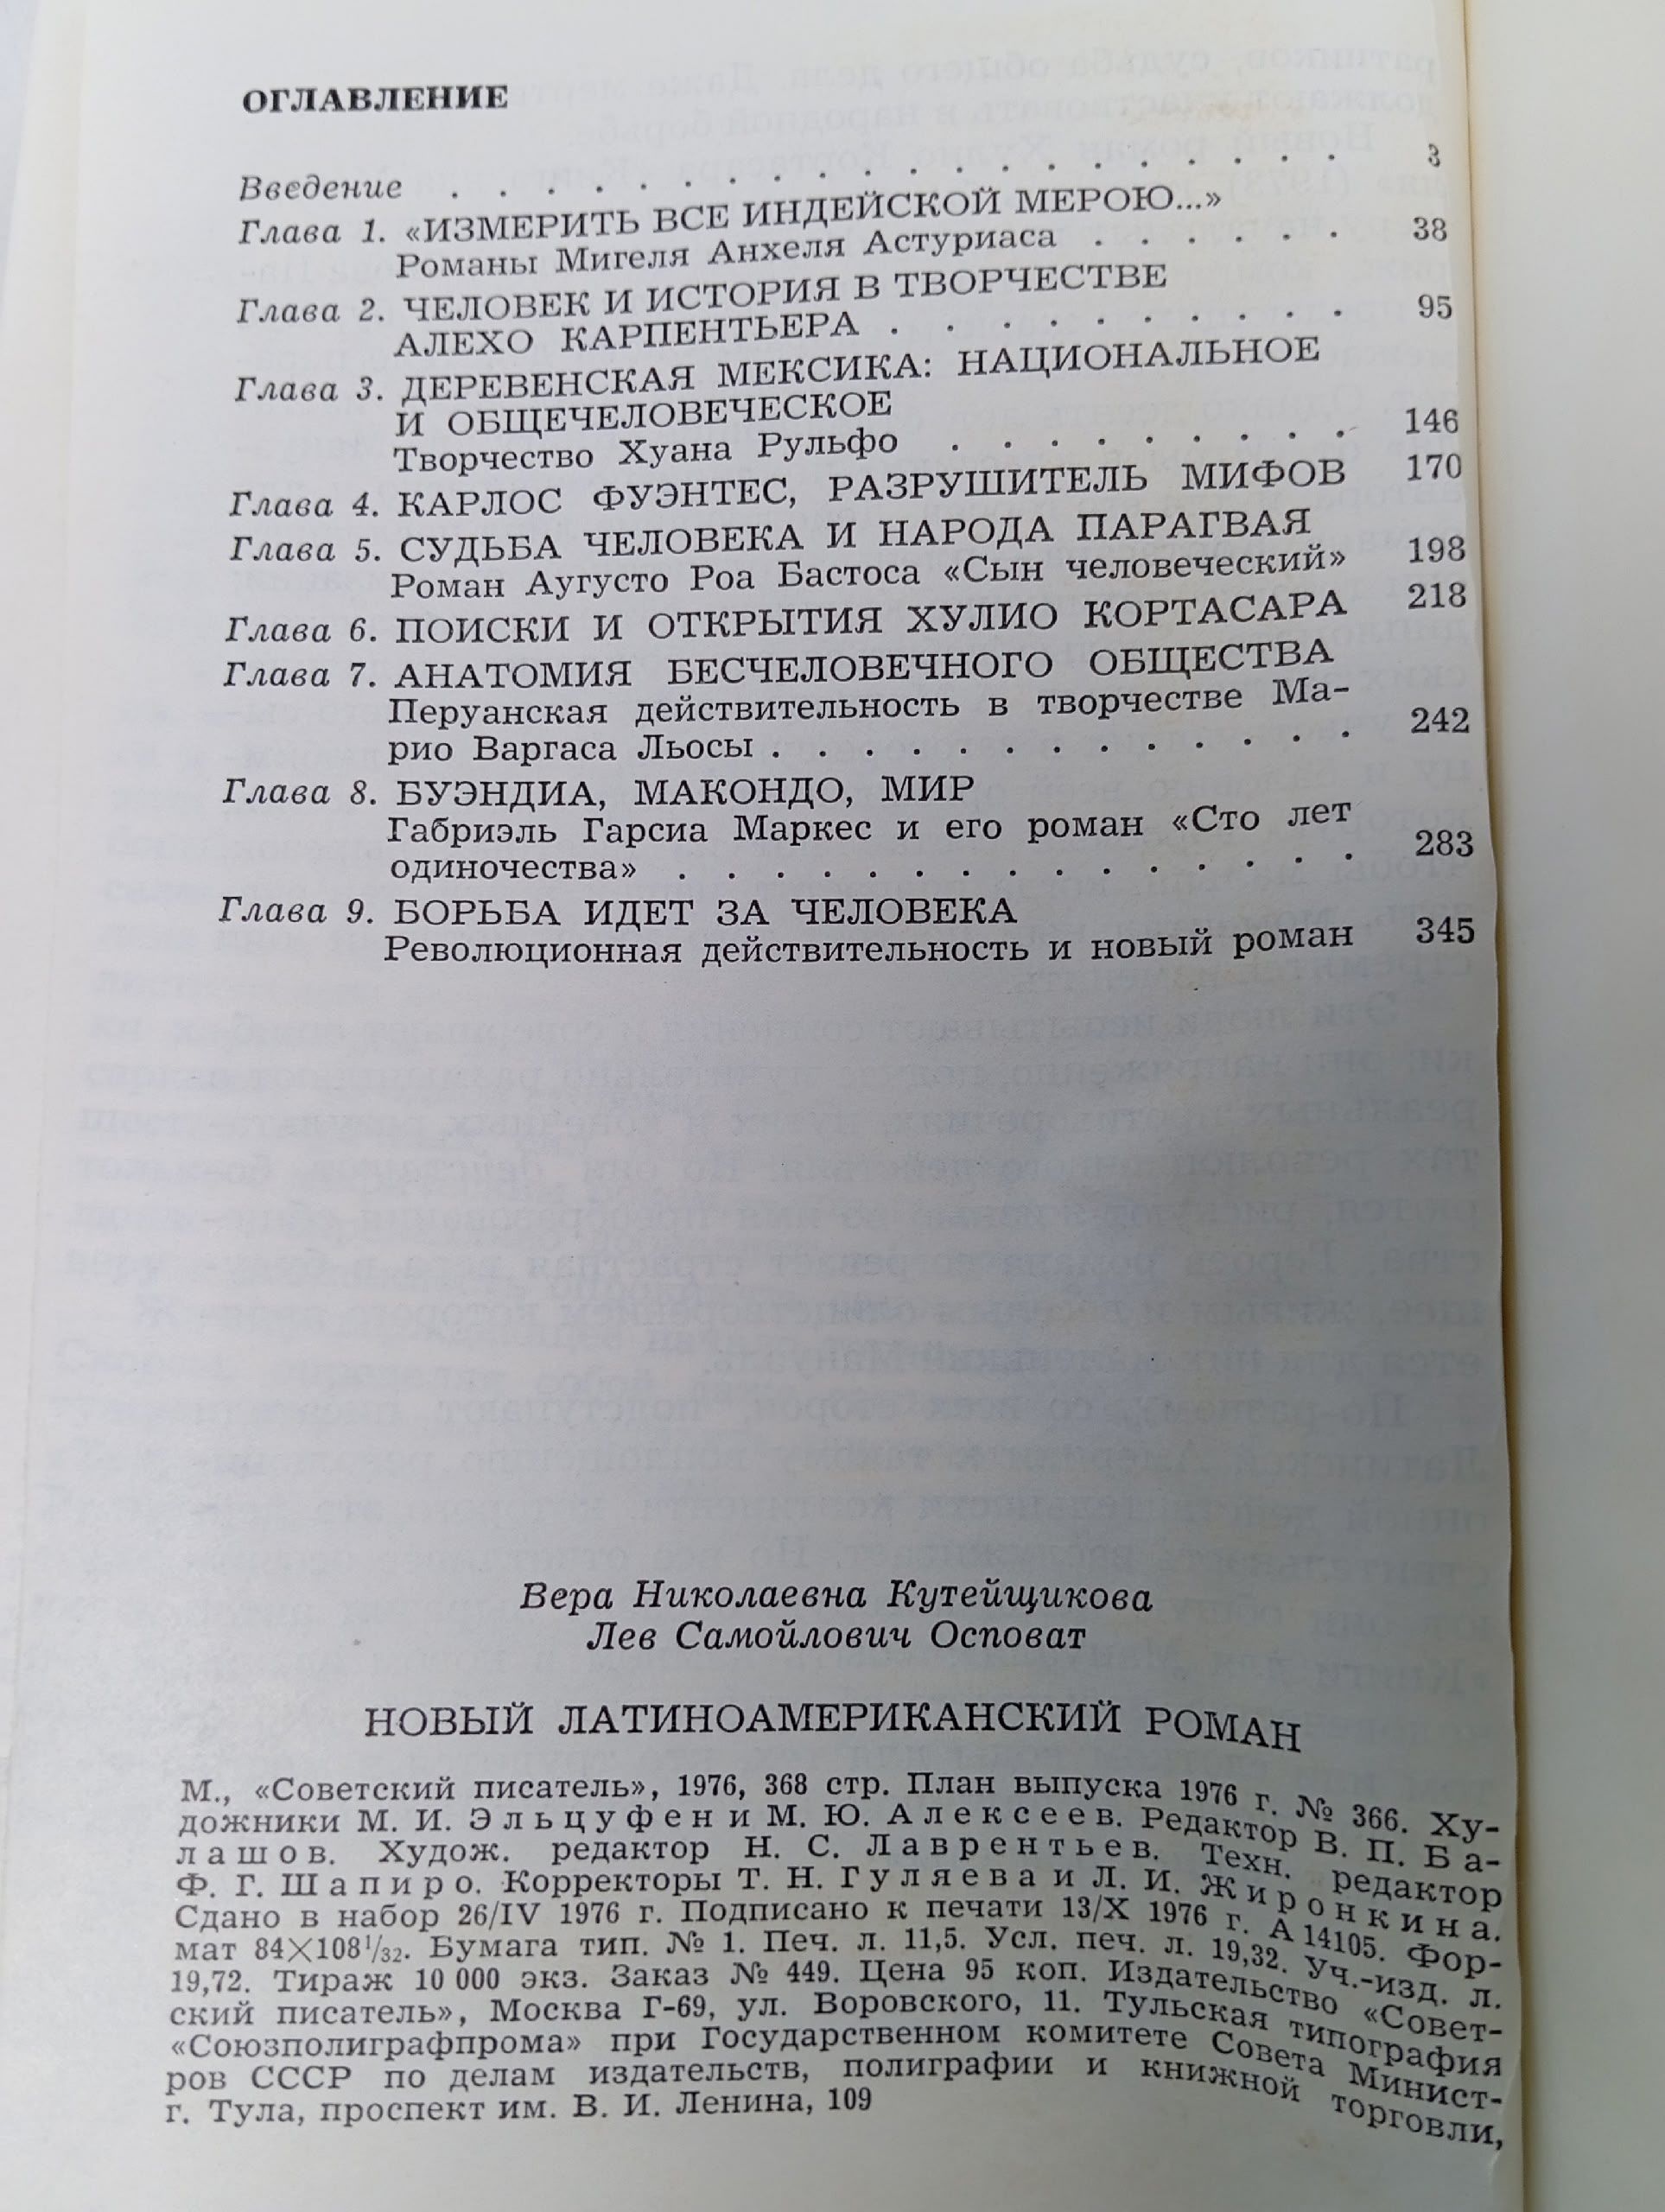 ОГЛАВЛЕНИЕ
Введение . . . . . . . . . . . . . . . . 3
Глава 1. «ИЗМЕРИТЬ ВСЕ ИНДЕЙСКОЙ МЕРОЮ...»
Романы Мигеля Анхеля Астуриаса . . . . . . 38
Глава 2. ЧЕЛОВЕК И ИСТОРИЯ В ТВОРЧЕСТВЕ
АЛЕХО КАРПЕНТЬЕРА . . . . . . . . . 95
Глава 3. ДЕРЕВЕНСКАЯ МЕКСИКА: НАЦИОНАЛЬНОЕ
И ОБЩЕЧЕЛОВЕЧЕСКОЕ
Творчество Хуана Рульфо . . . . . . . . . 146
Глава 4. КАРЛОС ФУЭНТЕС, РАЗРУШИТЕЛЬ МИФОВ 170
Глава 5. СУДЬБА ЧЕЛОВЕКА И НАРОДА ПАРАГВАЯ
Роман Аугусто Роа Бастоса «Сын человеческий» 198
Глава 6. ПОИСКИ И ОТКРЫТИЯ ХУЛИО КОРТАСАРА 218
Глава 7. АНАТОМИЯ БЕСЧЕЛОВЕЧНОГО ОБЩЕСТВА
Перуанская действительность в творчестве Ма-
рио Варгаса Льосы . . . . . . . . . . . . . 242
Глава 8. БУЭНДИА, МАКОНДО, МИР
Габриэль Гарсиа Маркес и его роман «Сто лет
одиночества» . . . . . . . . . . . . . 283
Глава 9. БОРЬБА ИДЕТ ЗА ЧЕЛОВЕКА
Революционная действительность и новый роман 345
Вера Николаевна Кутейщикова
Лев Самойлович Осповат
НОВЫЙ ЛАТИНОАМЕРИКАНСКИЙ РОМАН
М., «Советский писатель», 1976, 368 стр. План выпуска 1976 г. № 366. Ху-
дожники М. И. Эльцуфен и М. Ю. Алексеев. Редактор В. П. Ба-
лашов. Худож. редактор Н. С. Лаврентьев. Техн. редактор
Ф. Г. Шапиро. Корректоры Т. Н. Гуляева и Л. И. Жиронкина.
Сдано в набор 26/IV 1976 г. Подписано к печати 13/X 1976 г. А 14105. Фор-
мат 84×108¹/₃₂. Бумага тип. № 1. Печ. л. 11,5. Усл. печ. л. 19,32. Уч.-изд. л.
19,72. Тираж 10 000 экз. Заказ № 449. Цена 95 коп. Издательство «Совет-
ский писатель», Москва Г-69, ул. Воровского, 11. Тульская типография
«Союзполиграфпрома» при Государственном комитете Совета Минист-
ров СССР по делам издательств, полиграфии и книжной торговли,
г. Тула, проспект им. В. И. Ленина, 109